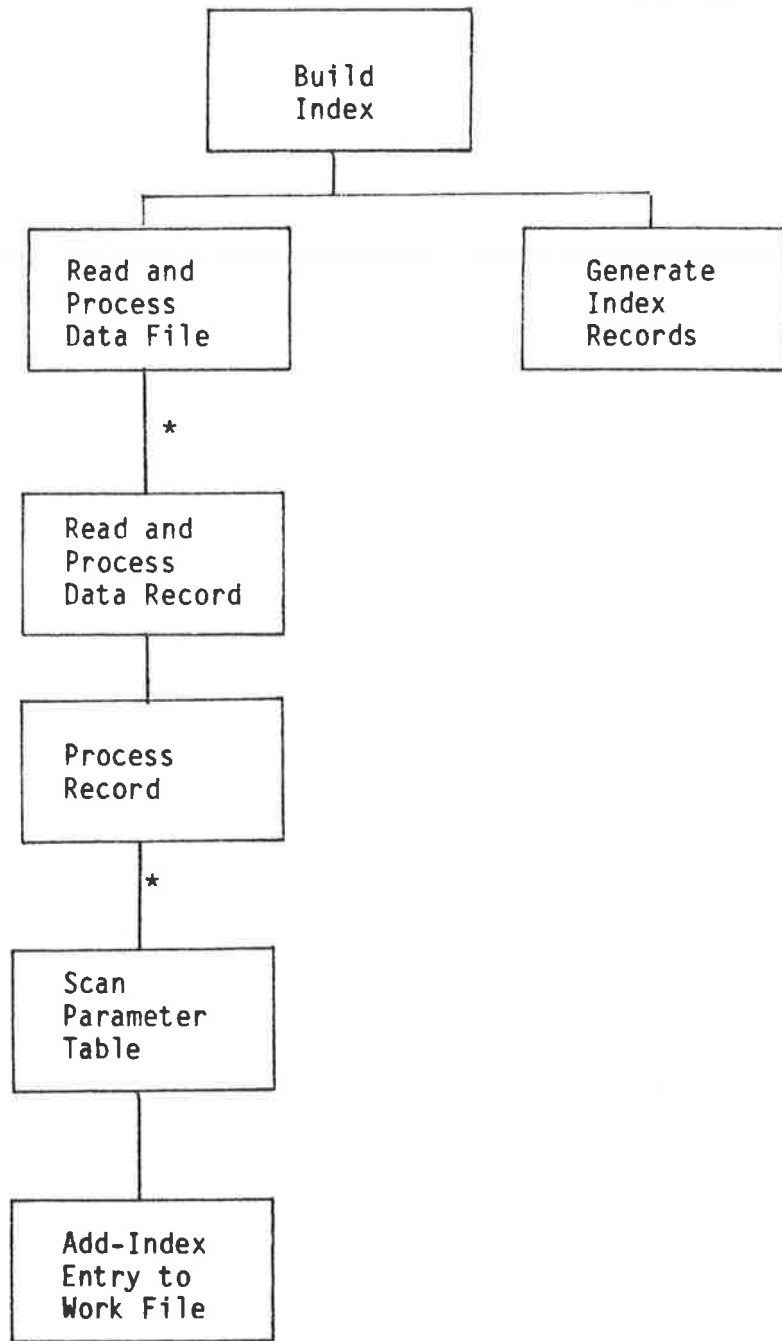 Build
Index
Read and
Process
Data File
Generate
Index
Records
*
Read and
Process
Data Record
Process
Record
*
Scan
Parameter
Table
Add-Index
Entry to
Work File